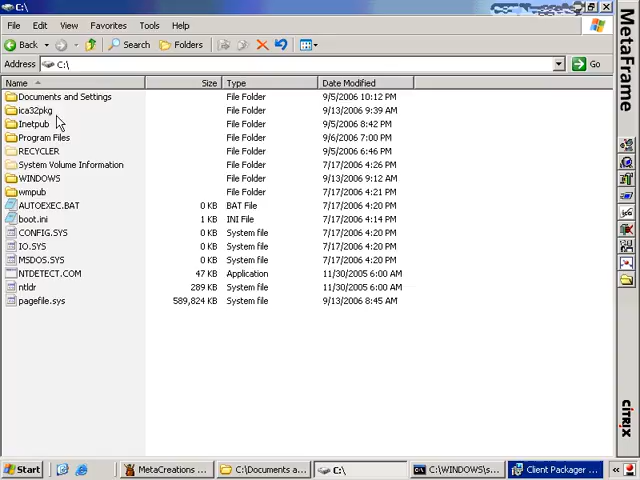 C:\
File Edit View Favorites Tools Help
Back Search Folders
Address C:\ Go
Name Size Type Date Modified
Documents and Settings File Folder 9/5/2006 10:12 PM
ica32pkg File Folder 9/13/2006 9:39 AM
Inetpub File Folder 9/5/2006 8:42 PM
Program Files File Folder 9/6/2006 7:00 PM
RECYCLER File Folder 9/5/2006 6:46 PM
System Volume Information File Folder 7/17/2006 4:26 PM
WINDOWS File Folder 9/13/2006 9:12 AM
wmpub File Folder 7/17/2006 4:21 PM
AUTOEXEC.BAT 0 KB BAT File 7/17/2006 4:20 PM
boot.ini 1 KB INI File 7/17/2006 4:14 PM
CONFIG.SYS 0 KB System file 7/17/2006 4:20 PM
IO.SYS 0 KB System file 7/17/2006 4:20 PM
MSDOS.SYS 0 KB System file 7/17/2006 4:20 PM
NTDETECT.COM 47 KB Application 11/30/2005 6:00 AM
ntldr 289 KB System file 11/30/2005 6:00 AM
pagefile.sys 589,824 KB System file 9/13/2006 8:45 AM
MetaFrame
CITRIX
Start MetaCreations ... C:\Documents a... C:\ C:\WINDOWS\s... Client Packager ...